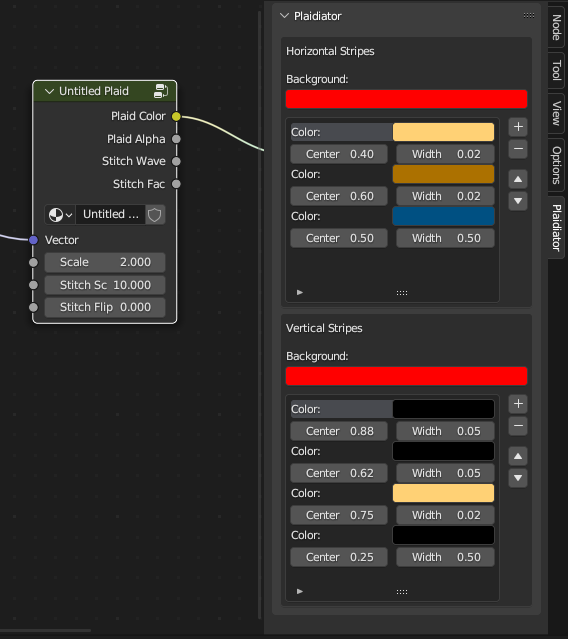 Untitled Plaid
Plaid Color
Plaid Alpha
Stitch Wave
Stitch Fac
Untitled ...
Vector
Scale 2.000
Stitch Sc 10.000
Stitch Flip 0.000
Plaidiator
Horizontal Stripes
Background:
Color:
Center 0.40 Width 0.02
Color:
Center 0.60 Width 0.02
Color:
Center 0.50 Width 0.50
Vertical Stripes
Background:
Color:
Center 0.88 Width 0.05
Color:
Center 0.62 Width 0.05
Color:
Center 0.75 Width 0.02
Color:
Center 0.25 Width 0.50
Node
Tool
View
Options
Plaidiator